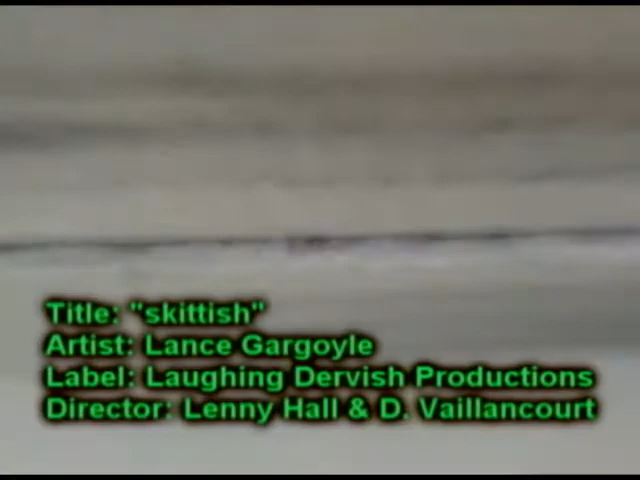 Title: "skittish"
Artist: Lance Gargoyle
Label: Laughing Dervish Productions
Director: Lenny Hall & D. Vaillancourt